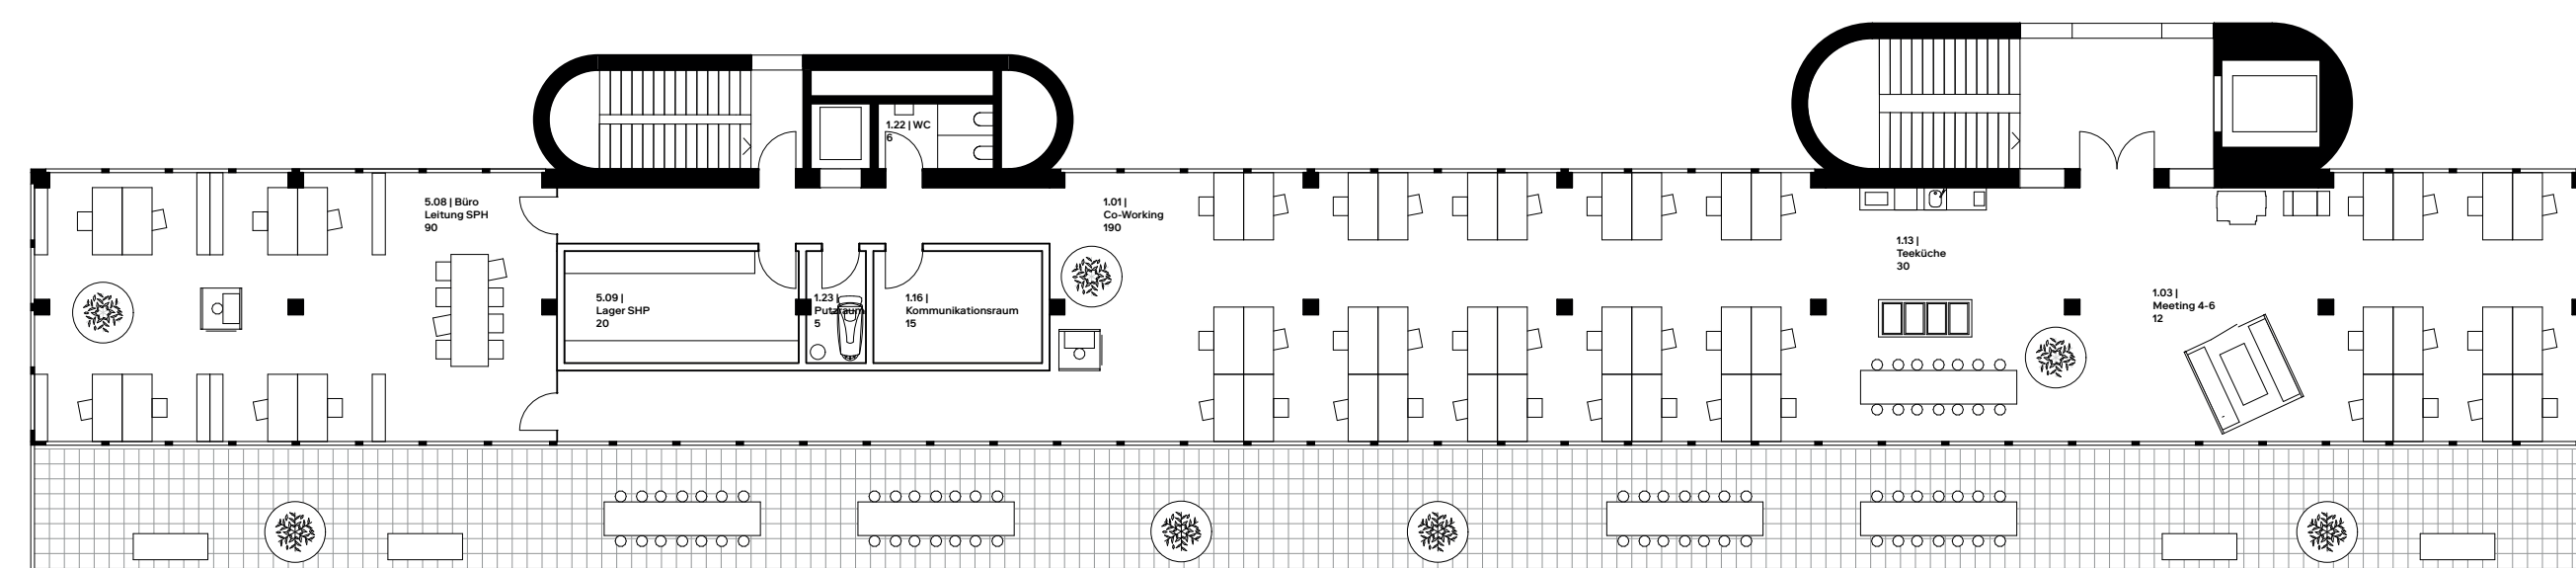 1.22 | WC
6
5.08 | Büro
Leitung SPH
90
1.01 |
Co-Working
190
1.13 |
Teeküche
30
1.03 |
Meeting 4-6
12
5.09 |
Lager SHP
20
1.23 |
Putzraum
5
1.16 |
Kommunikationsraum
15